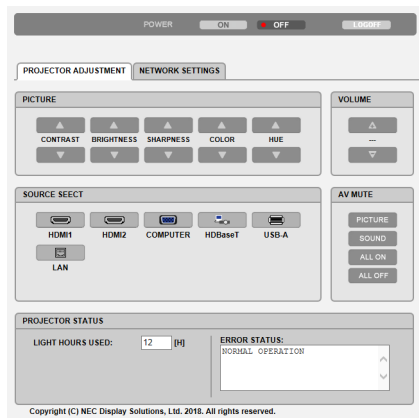 POWER ON OFF LOGOFF
PROJECTOR ADJUSTMENT NETWORK SETTINGS
PICTURE
CONTRAST BRIGHTNESS SHARPNESS COLOR HUE
VOLUME
---
SOURCE SEECT
HDMI1 HDMI2 COMPUTER HDBaseT USB-A
LAN
AV MUTE
PICTURE
SOUND
ALL ON
ALL OFF
PROJECTOR STATUS
LIGHT HOURS USED: 12 [H]
ERROR STATUS:
NORMAL OPERATION
Copyright (C) NEC Display Solutions, Ltd. 2018. All rights reserved.